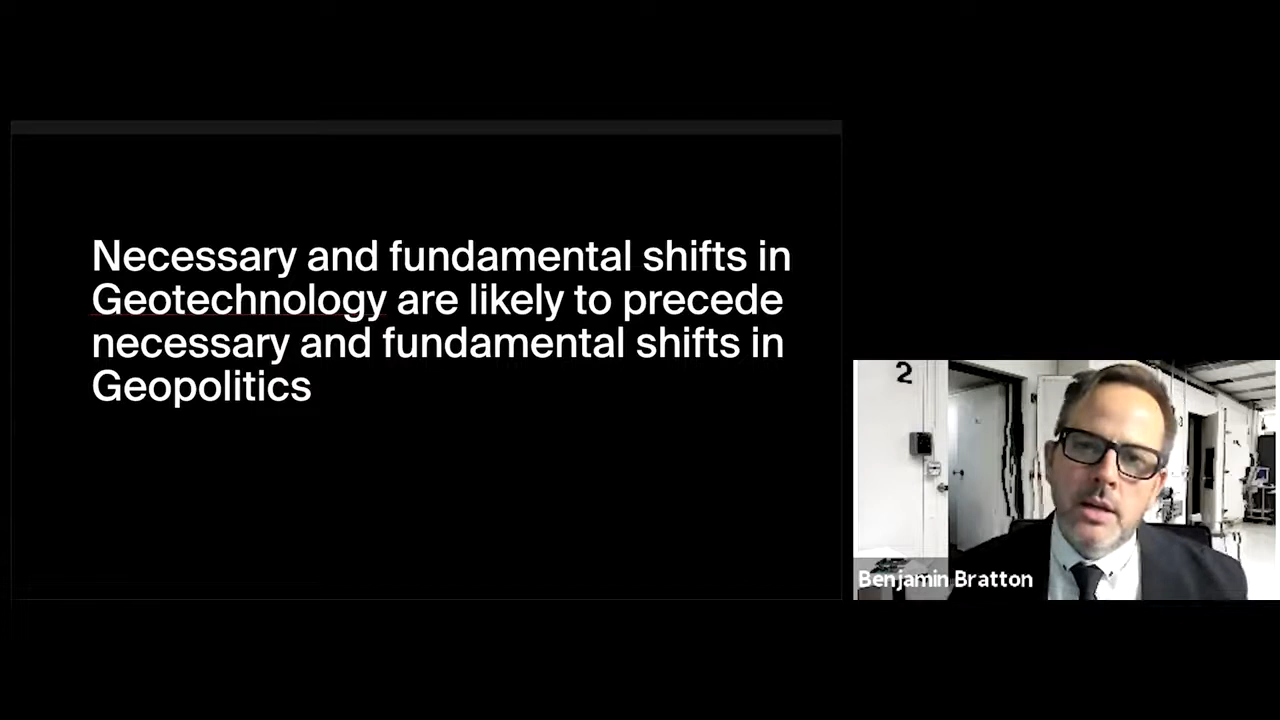 Necessary and fundamental shifts in
Geotechnology are likely to precede
necessary and fundamental shifts in
Geopolitics
2
Benjamin Bratton